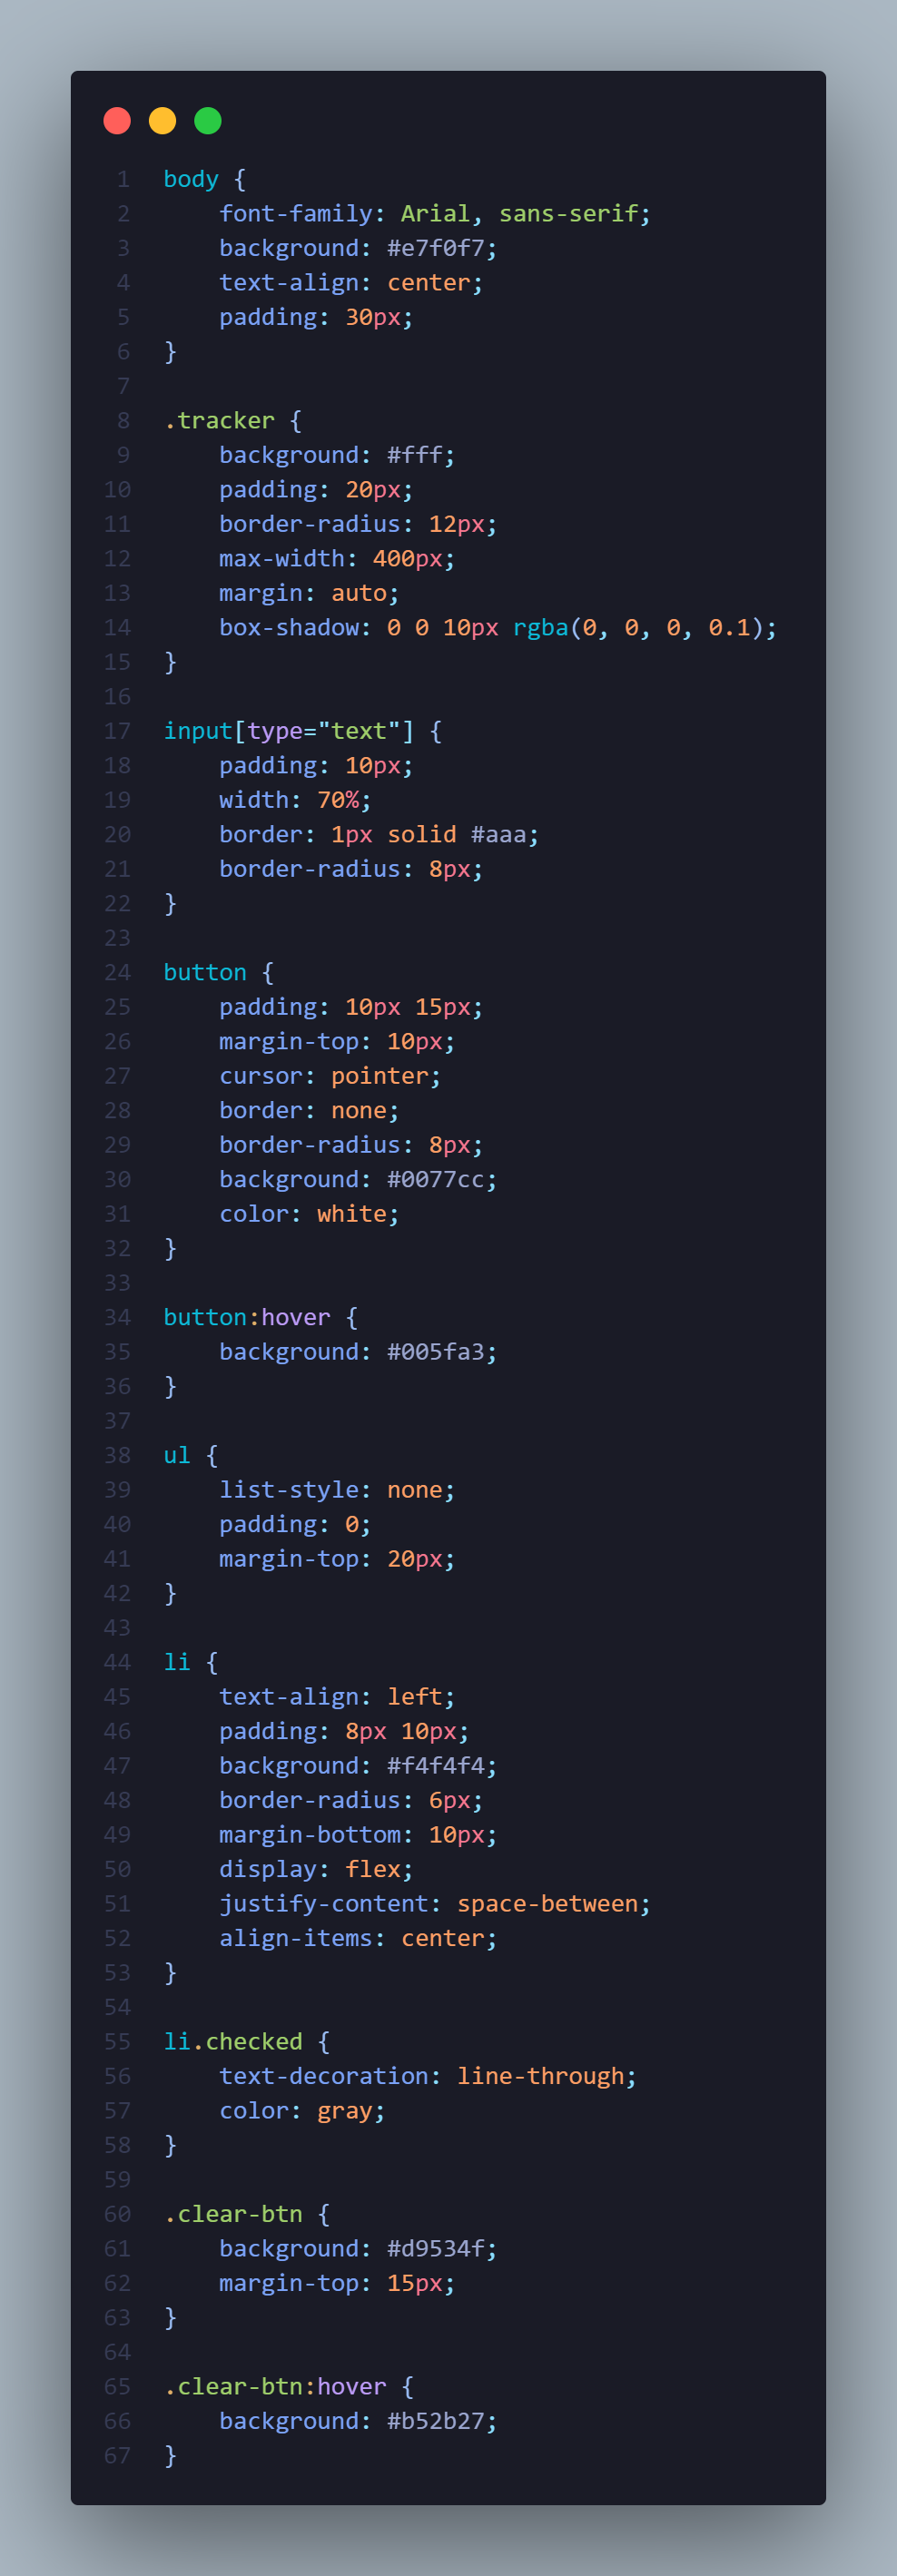 1 body {
2     font-family: Arial, sans-serif;
3     background: #e7f0f7;
4     text-align: center;
5     padding: 30px;
6 }
7
8 .tracker {
9     background: #fff;
10     padding: 20px;
11     border-radius: 12px;
12     max-width: 400px;
13     margin: auto;
14     box-shadow: 0 0 10px rgba(0, 0, 0, 0.1);
15 }
16
17 input[type="text"] {
18     padding: 10px;
19     width: 70%;
20     border: 1px solid #aaa;
21     border-radius: 8px;
22 }
23
24 button {
25     padding: 10px 15px;
26     margin-top: 10px;
27     cursor: pointer;
28     border: none;
29     border-radius: 8px;
30     background: #0077cc;
31     color: white;
32 }
33
34 button:hover {
35     background: #005fa3;
36 }
37
38 ul {
39     list-style: none;
40     padding: 0;
41     margin-top: 20px;
42 }
43
44 li {
45     text-align: left;
46     padding: 8px 10px;
47     background: #f4f4f4;
48     border-radius: 6px;
49     margin-bottom: 10px;
50     display: flex;
51     justify-content: space-between;
52     align-items: center;
53 }
54
55 li.checked {
56     text-decoration: line-through;
57     color: gray;
58 }
59
60 .clear-btn {
61     background: #d9534f;
62     margin-top: 15px;
63 }
64
65 .clear-btn:hover {
66     background: #b52b27;
67 }